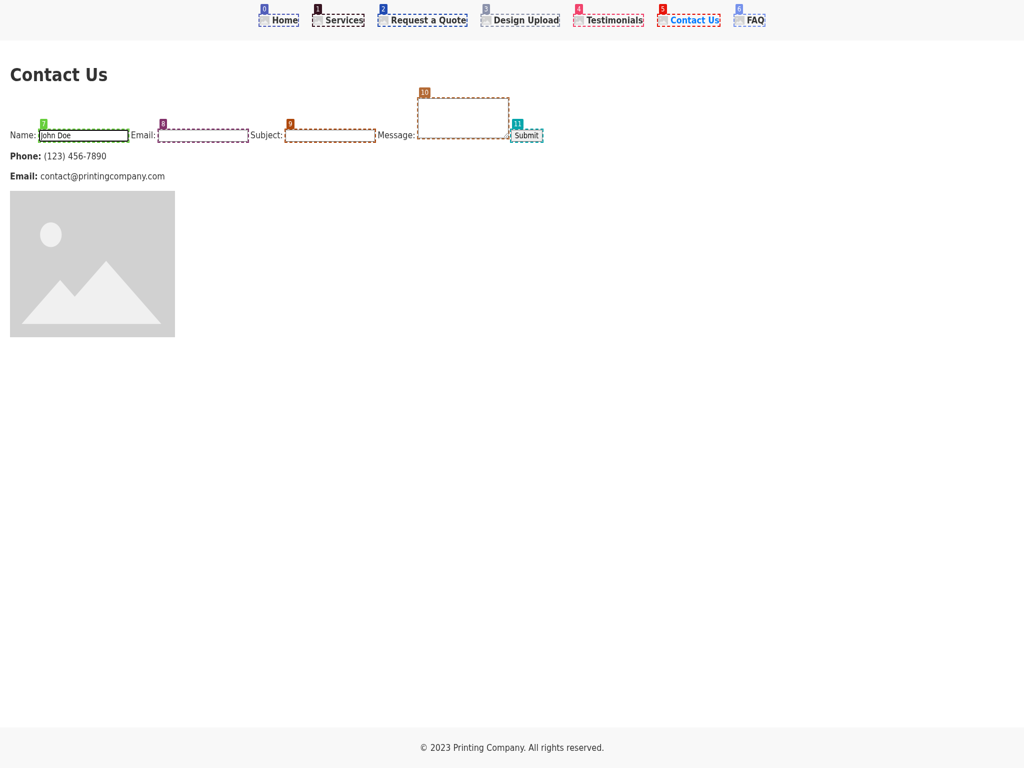 0 1 2 3 4 5 6
Home Services Request a Quote Design Upload Testimonials Contact Us FAQ
Contact Us
10
7 8 9 11
Name: John Doe Email: Subject: Message: Submit
Phone: (123) 456-7890
Email: contact@printingcompany.com
© 2023 Printing Company. All rights reserved.